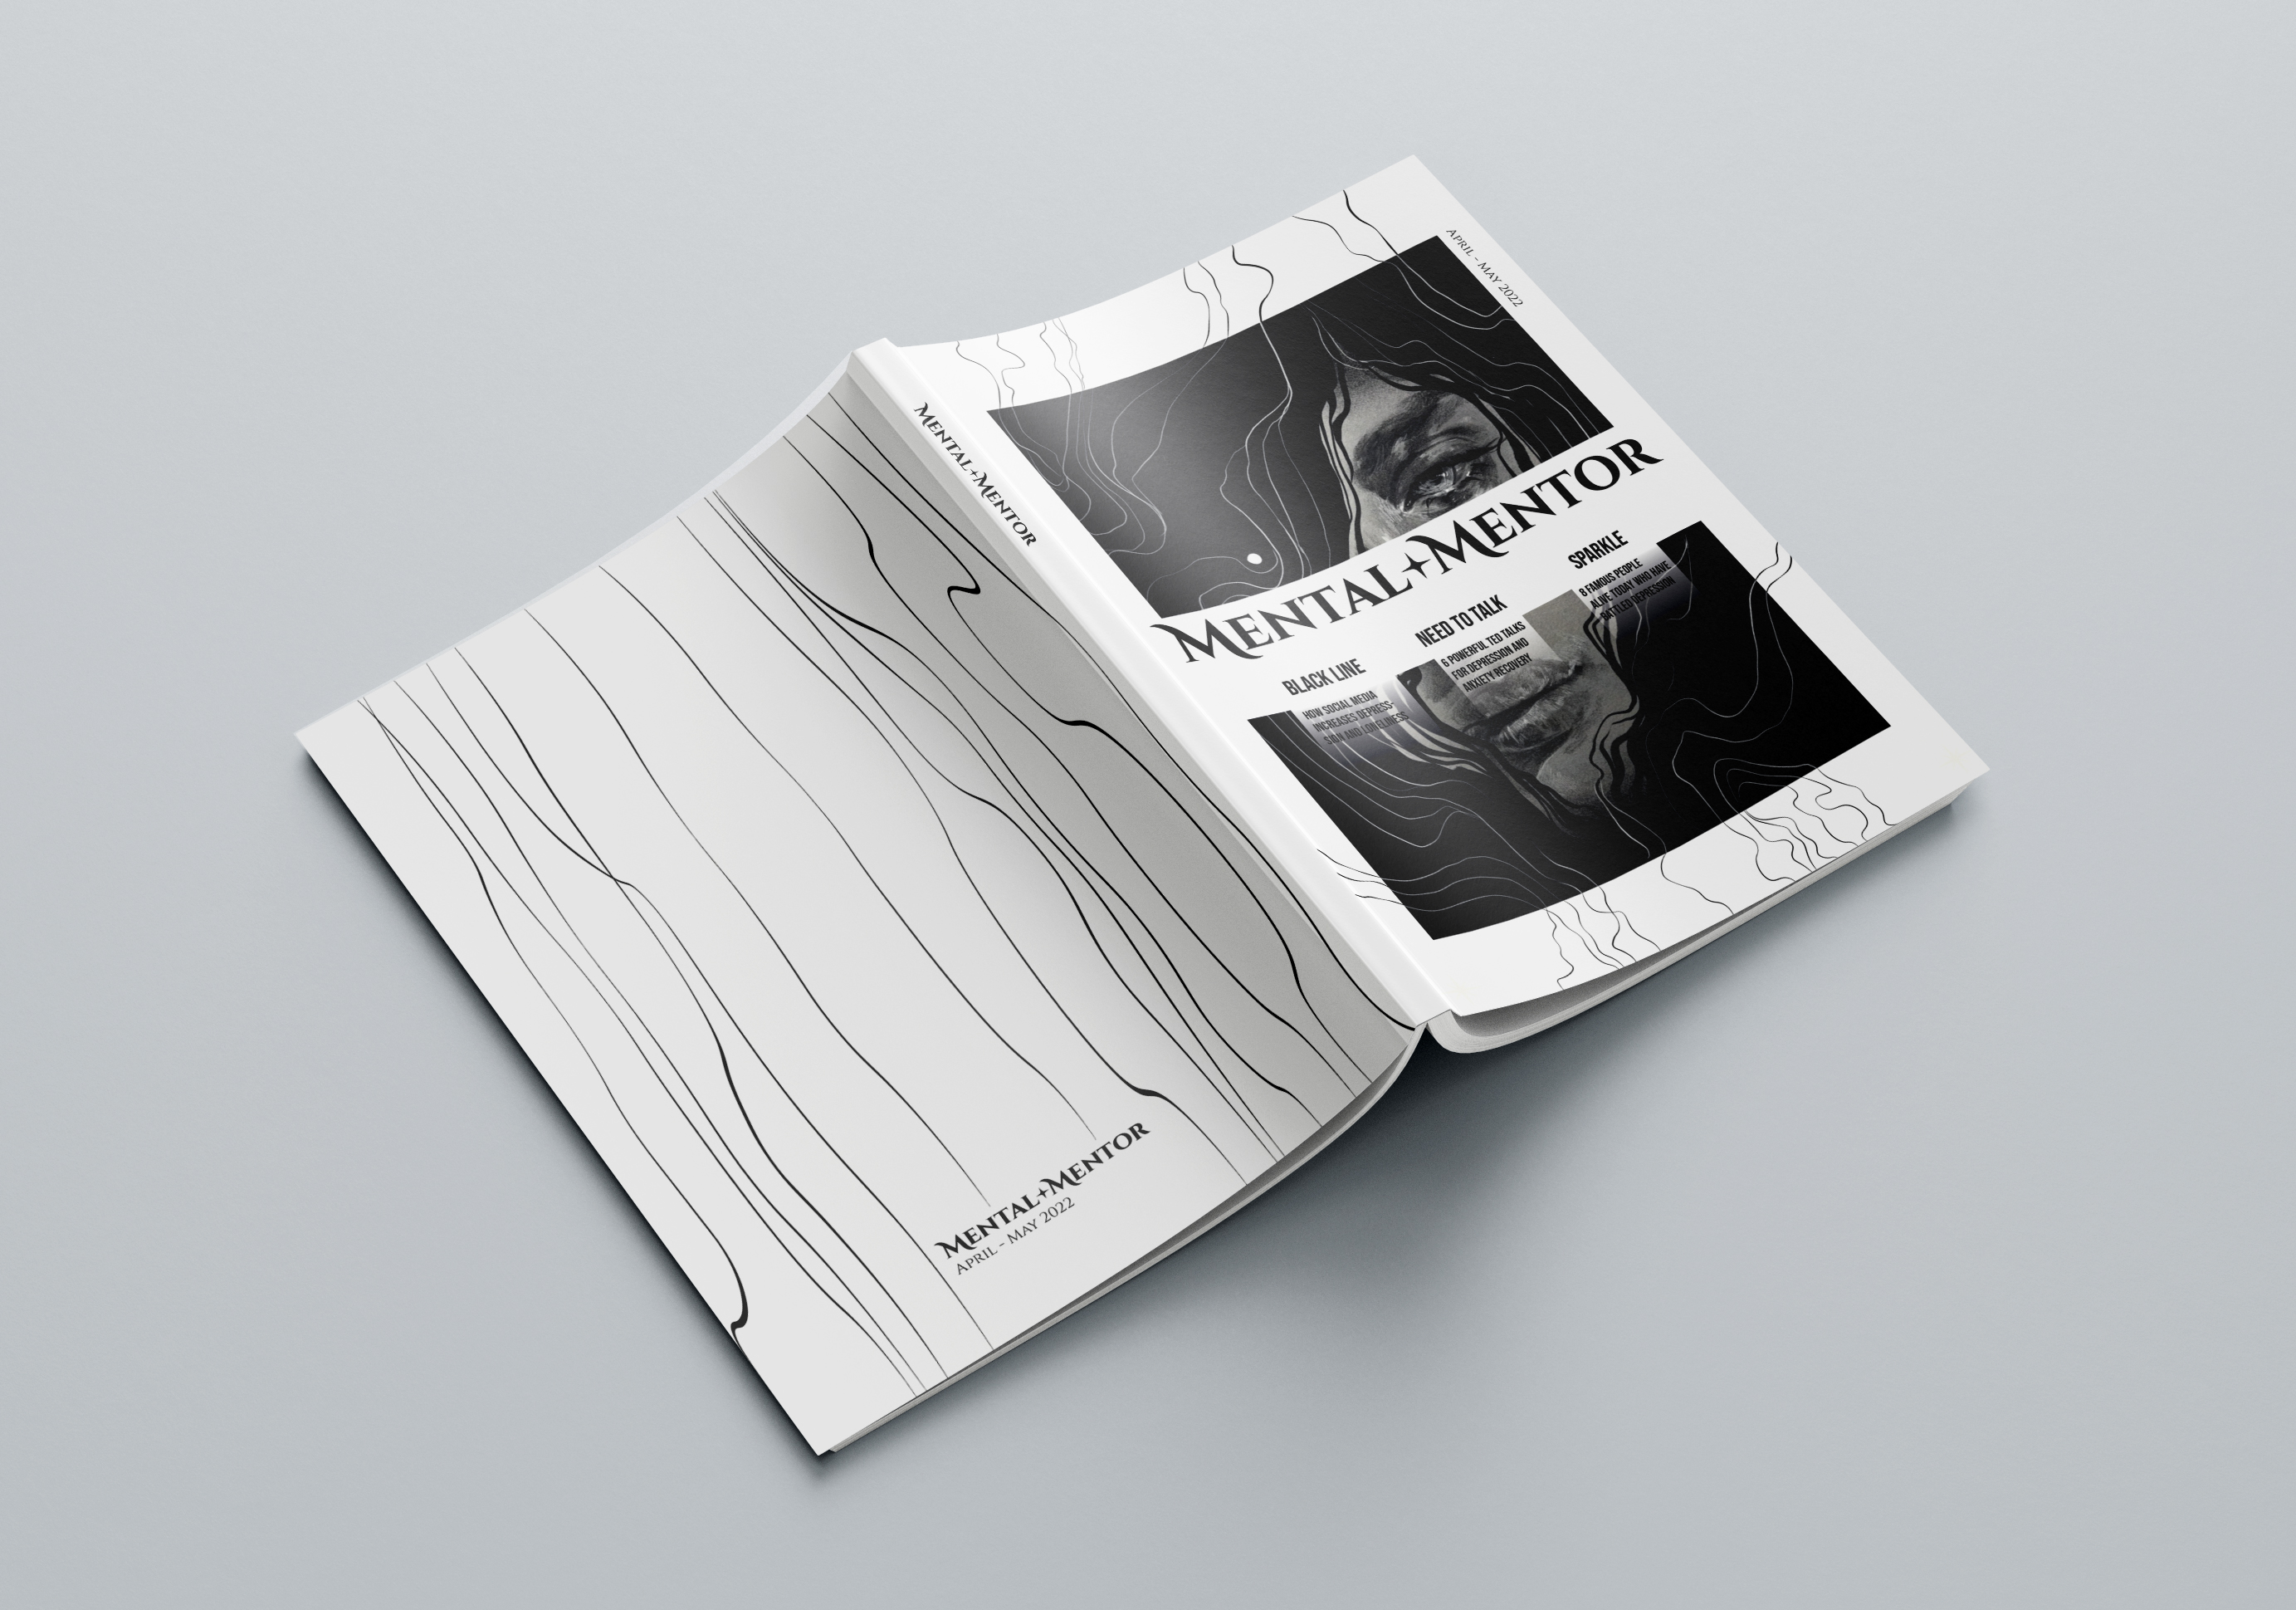 APRIL - MAY 2022
MENTAL✦MENTOR
BLACK LINE
HOW SOCIAL MEDIA
INCREASES DEPRESS-
SION AND LONELINESS
NEED TO TALK
6 POWERFUL TED TALKS
FOR DEPRESSION AND
ANXIETY RECOVERY
SPARKLE
8 FAMOUS PEOPLE
ALIVE TODAY WHO HAVE
BATTLED DEPRESSION
MENTAL✦MENTOR
MENTAL✦MENTOR
APRIL - MAY 2022